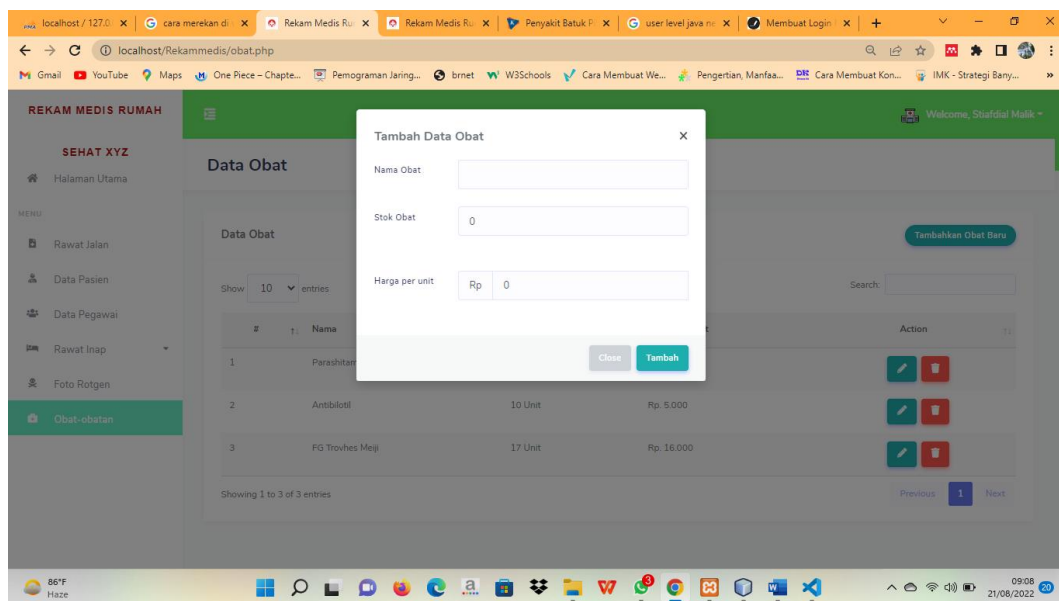 localhost / 127.0.
cara merekan di
Rekam Medis Ru
Rekam Medis Ru
Penyakit Batuk P
user level java ne
Membuat Login
localhost/Rekammedis/obat.php
Gmail YouTube Maps One Piece – Chapte... Pemograman Jaring... brnet W3Schools Cara Membuat We... Pengertian, Manfaa... Cara Membuat Kon... IMK - Strategi Bany... »
REKAM MEDIS RUMAH
SEHAT XYZ
Welcome, Stiafdial Malik
Halaman Utama
MENU
Rawat Jalan
Data Pasien
Data Pegawai
Rawat Inap
Foto Rotgen
Obat-obatan
Data Obat
Data Obat
Tambahkan Obat Baru
Show 10 entries
Search:
# Nama Action
1
2 Antibilotil 10 Unit Rp. 5.000
3 FG Trovhes Meiji 17 Unit Rp. 16.000
Showing 1 to 3 of 3 entries
Previous 1 Next
Tambah Data Obat ×
Nama Obat
Stok Obat 0
Harga per unit Rp 0
Close Tambah
86°F
Haze
09:08
21/08/2022
20